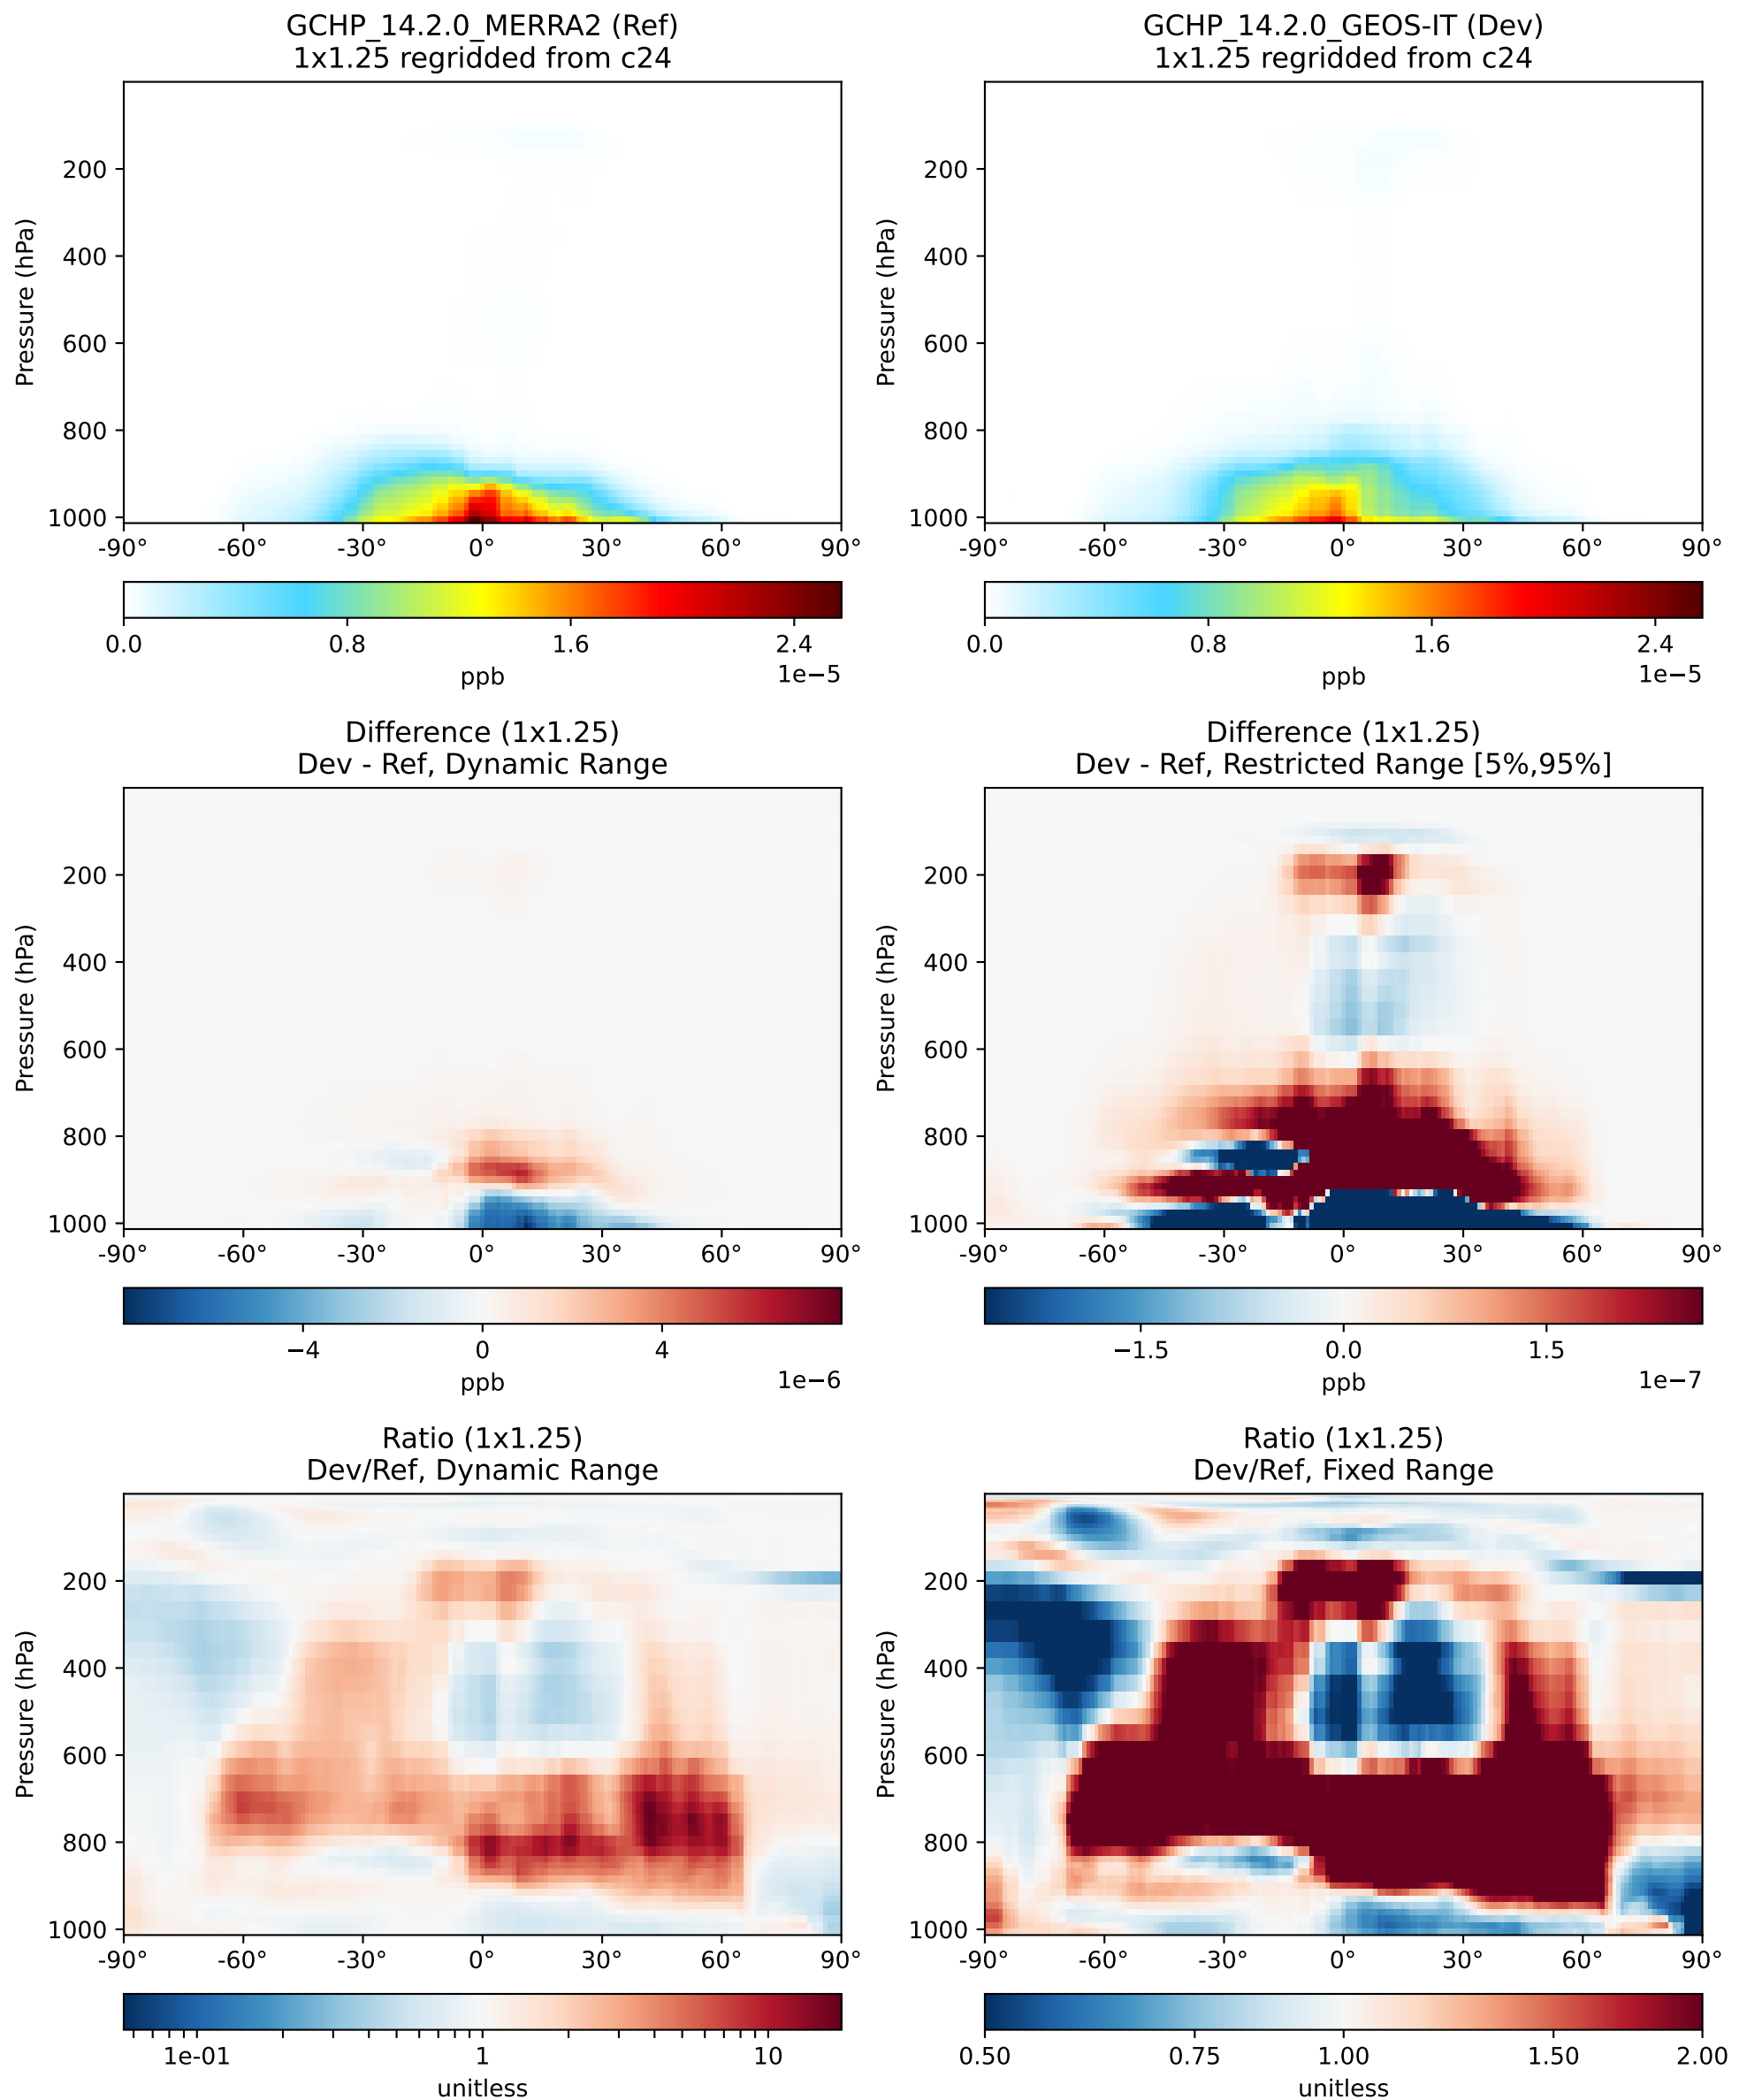 GCHP_14.2.0_MERRA2 (Ref)
1x1.25 regridded from c24
Pressure (hPa)
200
400
600
800
1000
-90° -60° -30° 0° 30° 60° 90°
0.0 0.8 1.6 2.4
1e−5
ppb
GCHP_14.2.0_GEOS-IT (Dev)
1x1.25 regridded from c24
Pressure (hPa)
200
400
600
800
1000
-90° -60° -30° 0° 30° 60° 90°
0.0 0.8 1.6 2.4
1e−5
ppb
Difference (1x1.25)
Dev - Ref, Dynamic Range
Pressure (hPa)
200
400
600
800
1000
-90° -60° -30° 0° 30° 60° 90°
−4 0 4
1e−6
ppb
Difference (1x1.25)
Dev - Ref, Restricted Range [5%,95%]
Pressure (hPa)
200
400
600
800
1000
-90° -60° -30° 0° 30° 60° 90°
−1.5 0.0 1.5
1e−7
ppb
Ratio (1x1.25)
Dev/Ref, Dynamic Range
Pressure (hPa)
200
400
600
800
1000
-90° -60° -30° 0° 30° 60° 90°
1e-01 1 10
unitless
Ratio (1x1.25)
Dev/Ref, Fixed Range
Pressure (hPa)
200
400
600
800
1000
-90° -60° -30° 0° 30° 60° 90°
0.50 0.75 1.00 1.50 2.00
unitless